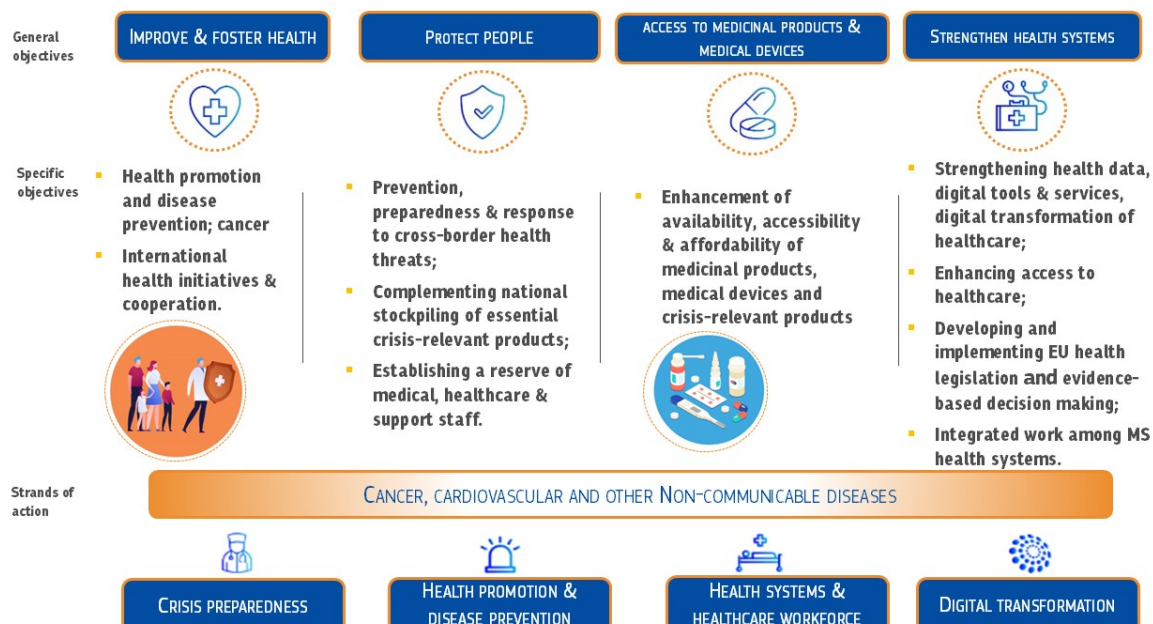 General
objectives
IMPROVE & FOSTER HEALTH
PROTECT PEOPLE
ACCESS TO MEDICINAL PRODUCTS &
MEDICAL DEVICES
STRENGTHEN HEALTH SYSTEMS
Specific
objectives
Health promotion
and disease
prevention; cancer
International
health initiatives &
cooperation.
Prevention,
preparedness & response
to cross-border health
threats;
Complementing national
stockpiling of essential
crisis-relevant products;
Establishing a reserve of
medical, healthcare &
support staff.
Enhancement of
availability, accessibility
& affordability of
medicinal products,
medical devices and
crisis-relevant products
Strengthening health data,
digital tools & services,
digital transformation of
healthcare;
Enhancing access to
healthcare;
Developing and
implementing EU health
legislation and evidence-
based decision making;
Integrated work among MS
health systems.
Strands of
action
CANCER, CARDIOVASCULAR AND OTHER NON-COMMUNICABLE DISEASES
CRISIS PREPAREDNESS
HEALTH PROMOTION &
DISEASE PREVENTION
HEALTH SYSTEMS &
HEALTHCARE WORKFORCE
DIGITAL TRANSFORMATION